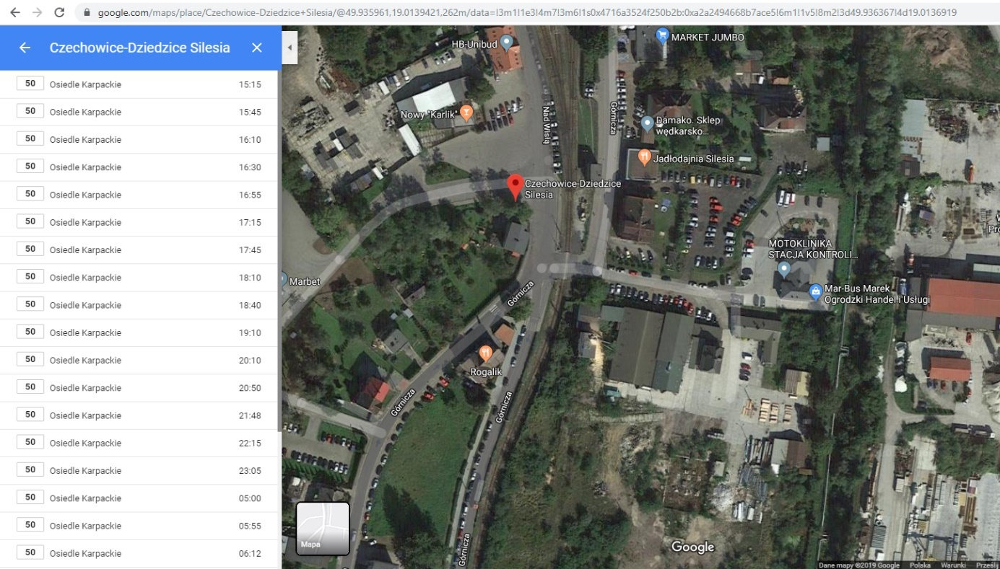 google.com/maps/place/Czechowice-Dziedzice+Silesia/@49.935961,19.0139421,262m/data=!3m1!1e3!4m7!3m6!1s0x4716a3524f250b2b:0xa2a2494668b7ace5!6m1!1v5!8m2!3d49.936367!4d19.0136919
Czechowice-Dziedzice Silesia
50 Osiedle Karpackie 15:15
50 Osiedle Karpackie 15:45
50 Osiedle Karpackie 16:10
50 Osiedle Karpackie 16:30
50 Osiedle Karpackie 16:55
50 Osiedle Karpackie 17:15
50 Osiedle Karpackie 17:45
50 Osiedle Karpackie 18:10
50 Osiedle Karpackie 18:40
50 Osiedle Karpackie 19:10
50 Osiedle Karpackie 20:10
50 Osiedle Karpackie 20:50
50 Osiedle Karpackie 21:48
50 Osiedle Karpackie 22:15
50 Osiedle Karpackie 23:05
50 Osiedle Karpackie 05:00
50 Osiedle Karpackie 05:55
50 Osiedle Karpackie 06:12
HB-Unibud
MARKET JUMBO
Nowy "Karlik"
Nad Wisłą
Górnicza
Damako. Sklep
wędkarsko...
Jadłodajnia Silesia
Czechowice-Dziedzice
Silesia
MOTOKLINIKA
STACJA KONTROLI...
Marbet
Mar-Bus Marek
Ogrodzki Handel i Usługi
Górnicza
Rogalik
Górnicza
Górnicza
Górnicza
Mapa
Google
Dane mapy ©2019 Google Polska Warunki Prześlij